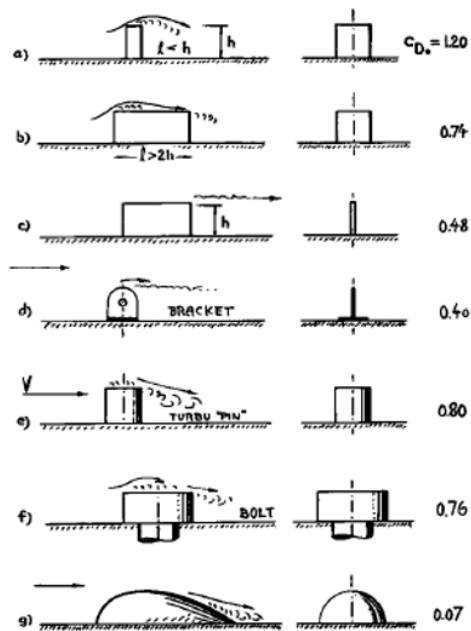 a) l < h h C_D• = 1.20
b) l>2h 0.74
c) h 0.48
d) BRACKET 0.40
V
e) TURBU "PIN" 0.80
f) BOLT 0.76
g) 0.07